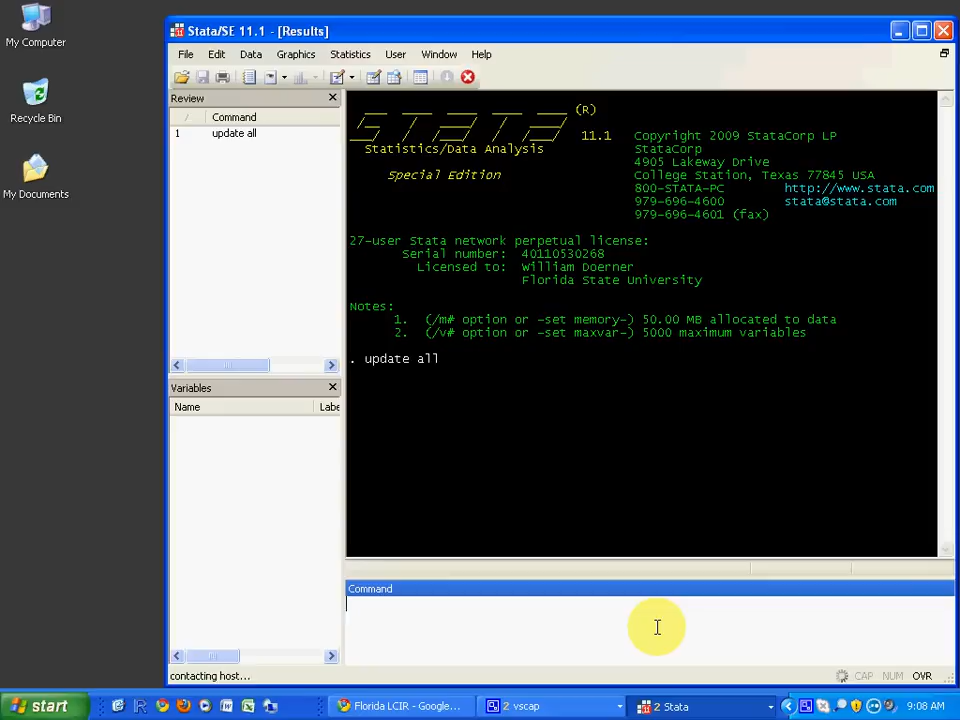 My Computer
Recycle Bin
My Documents
Stata/SE 11.1 - [Results]
File Edit Data Graphics Statistics User Window Help
Review
/ Command
1 update all
Variables
Name Labe
(R)
11.1 Copyright 2009 StataCorp LP
Statistics/Data Analysis StataCorp
4905 Lakeway Drive
Special Edition College Station, Texas 77845 USA
800-STATA-PC http://www.stata.com
979-696-4600 stata@stata.com
979-696-4601 (fax)
27-user Stata network perpetual license:
Serial number: 40110530268
Licensed to: William Doerner
Florida State University
Notes:
1. (/m# option or -set memory-) 50.00 MB allocated to data
2. (/v# option or -set maxvar-) 5000 maximum variables
. update all
Command
contacting host... CAP NUM OVR
start Florida LCIR - Google... 2 vscap 2 Stata 9:08 AM